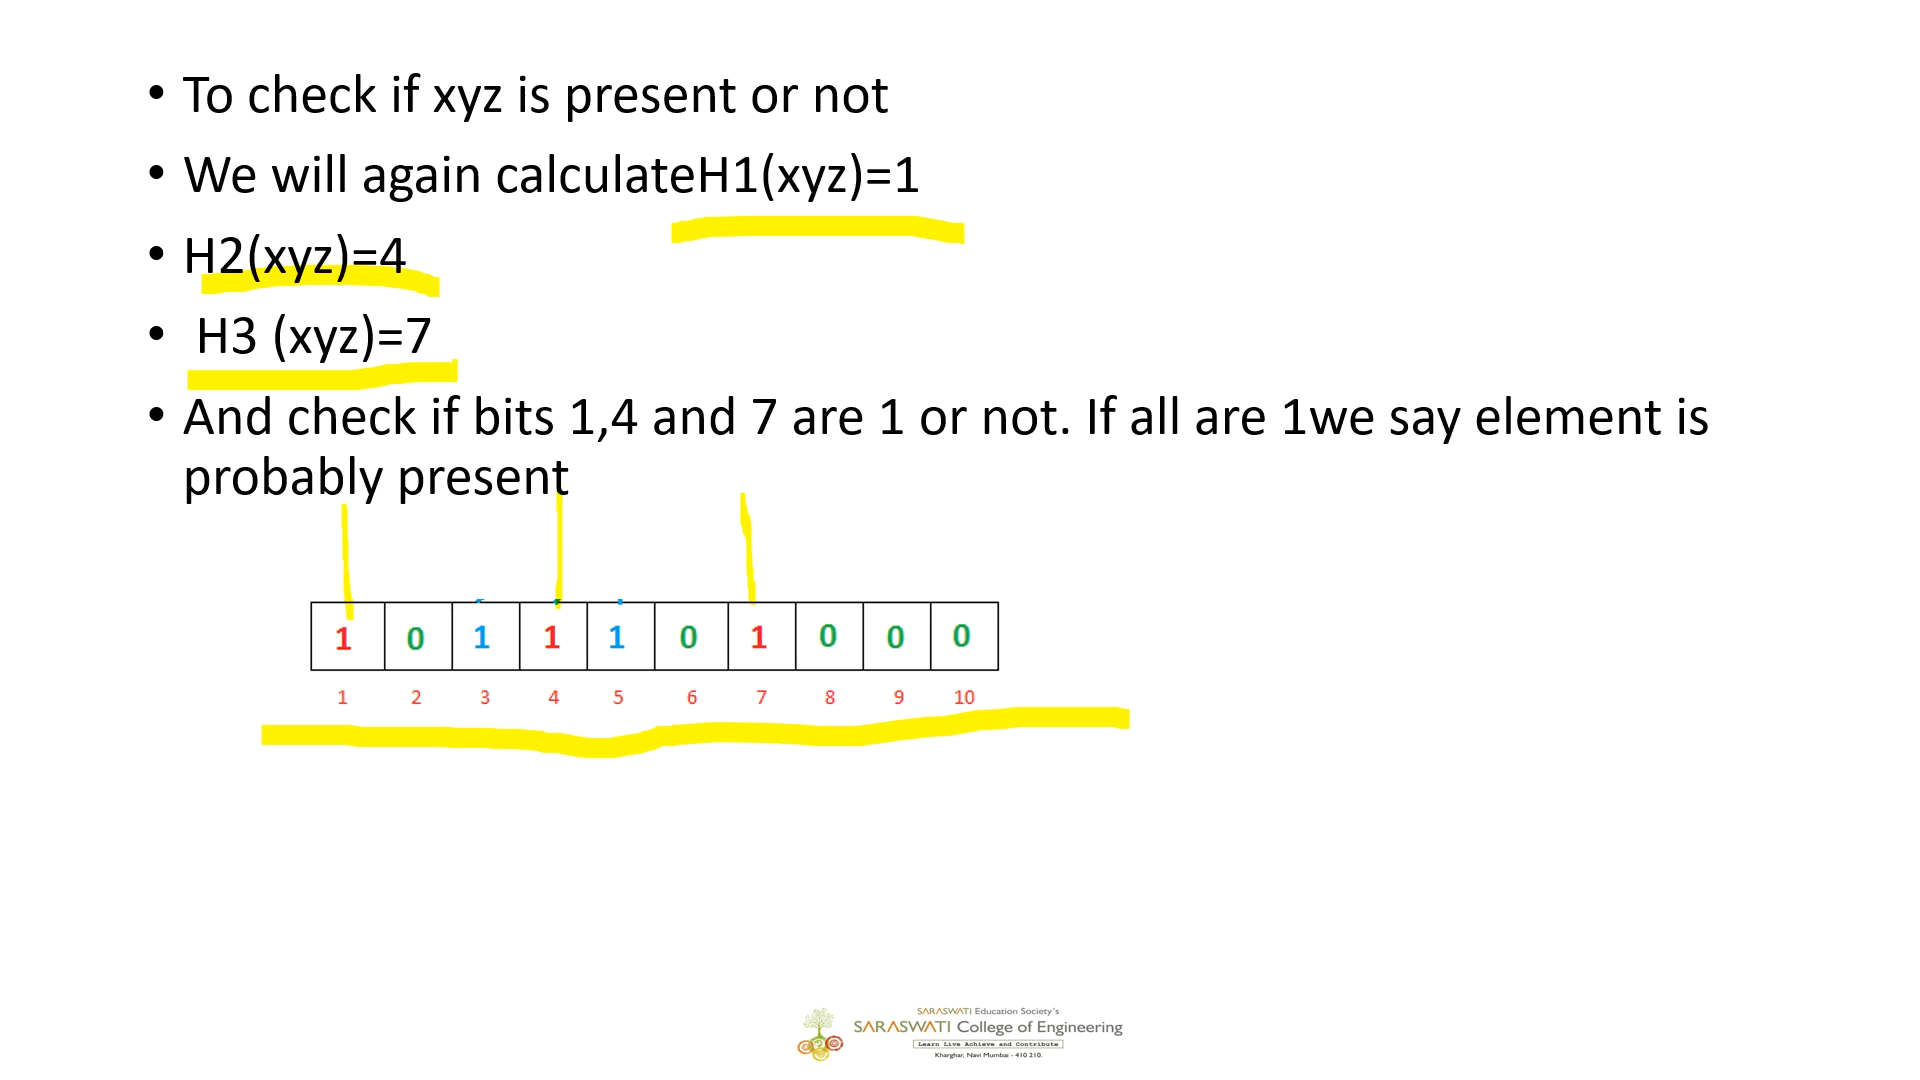 • To check if xyz is present or not
• We will again calculateH1(xyz)=1
• H2(xyz)=4
• H3 (xyz)=7
• And check if bits 1,4 and 7 are 1 or not. If all are 1we say element is
probably present
1 0 1 1 1 0 1 0 0 0
1 2 3 4 5 6 7 8 9 10
SARASWATI Education Society's
SARASWATI College of Engineering
Learn Live Achieve and Contribute
Kharghar, Navi Mumbai - 410 210.